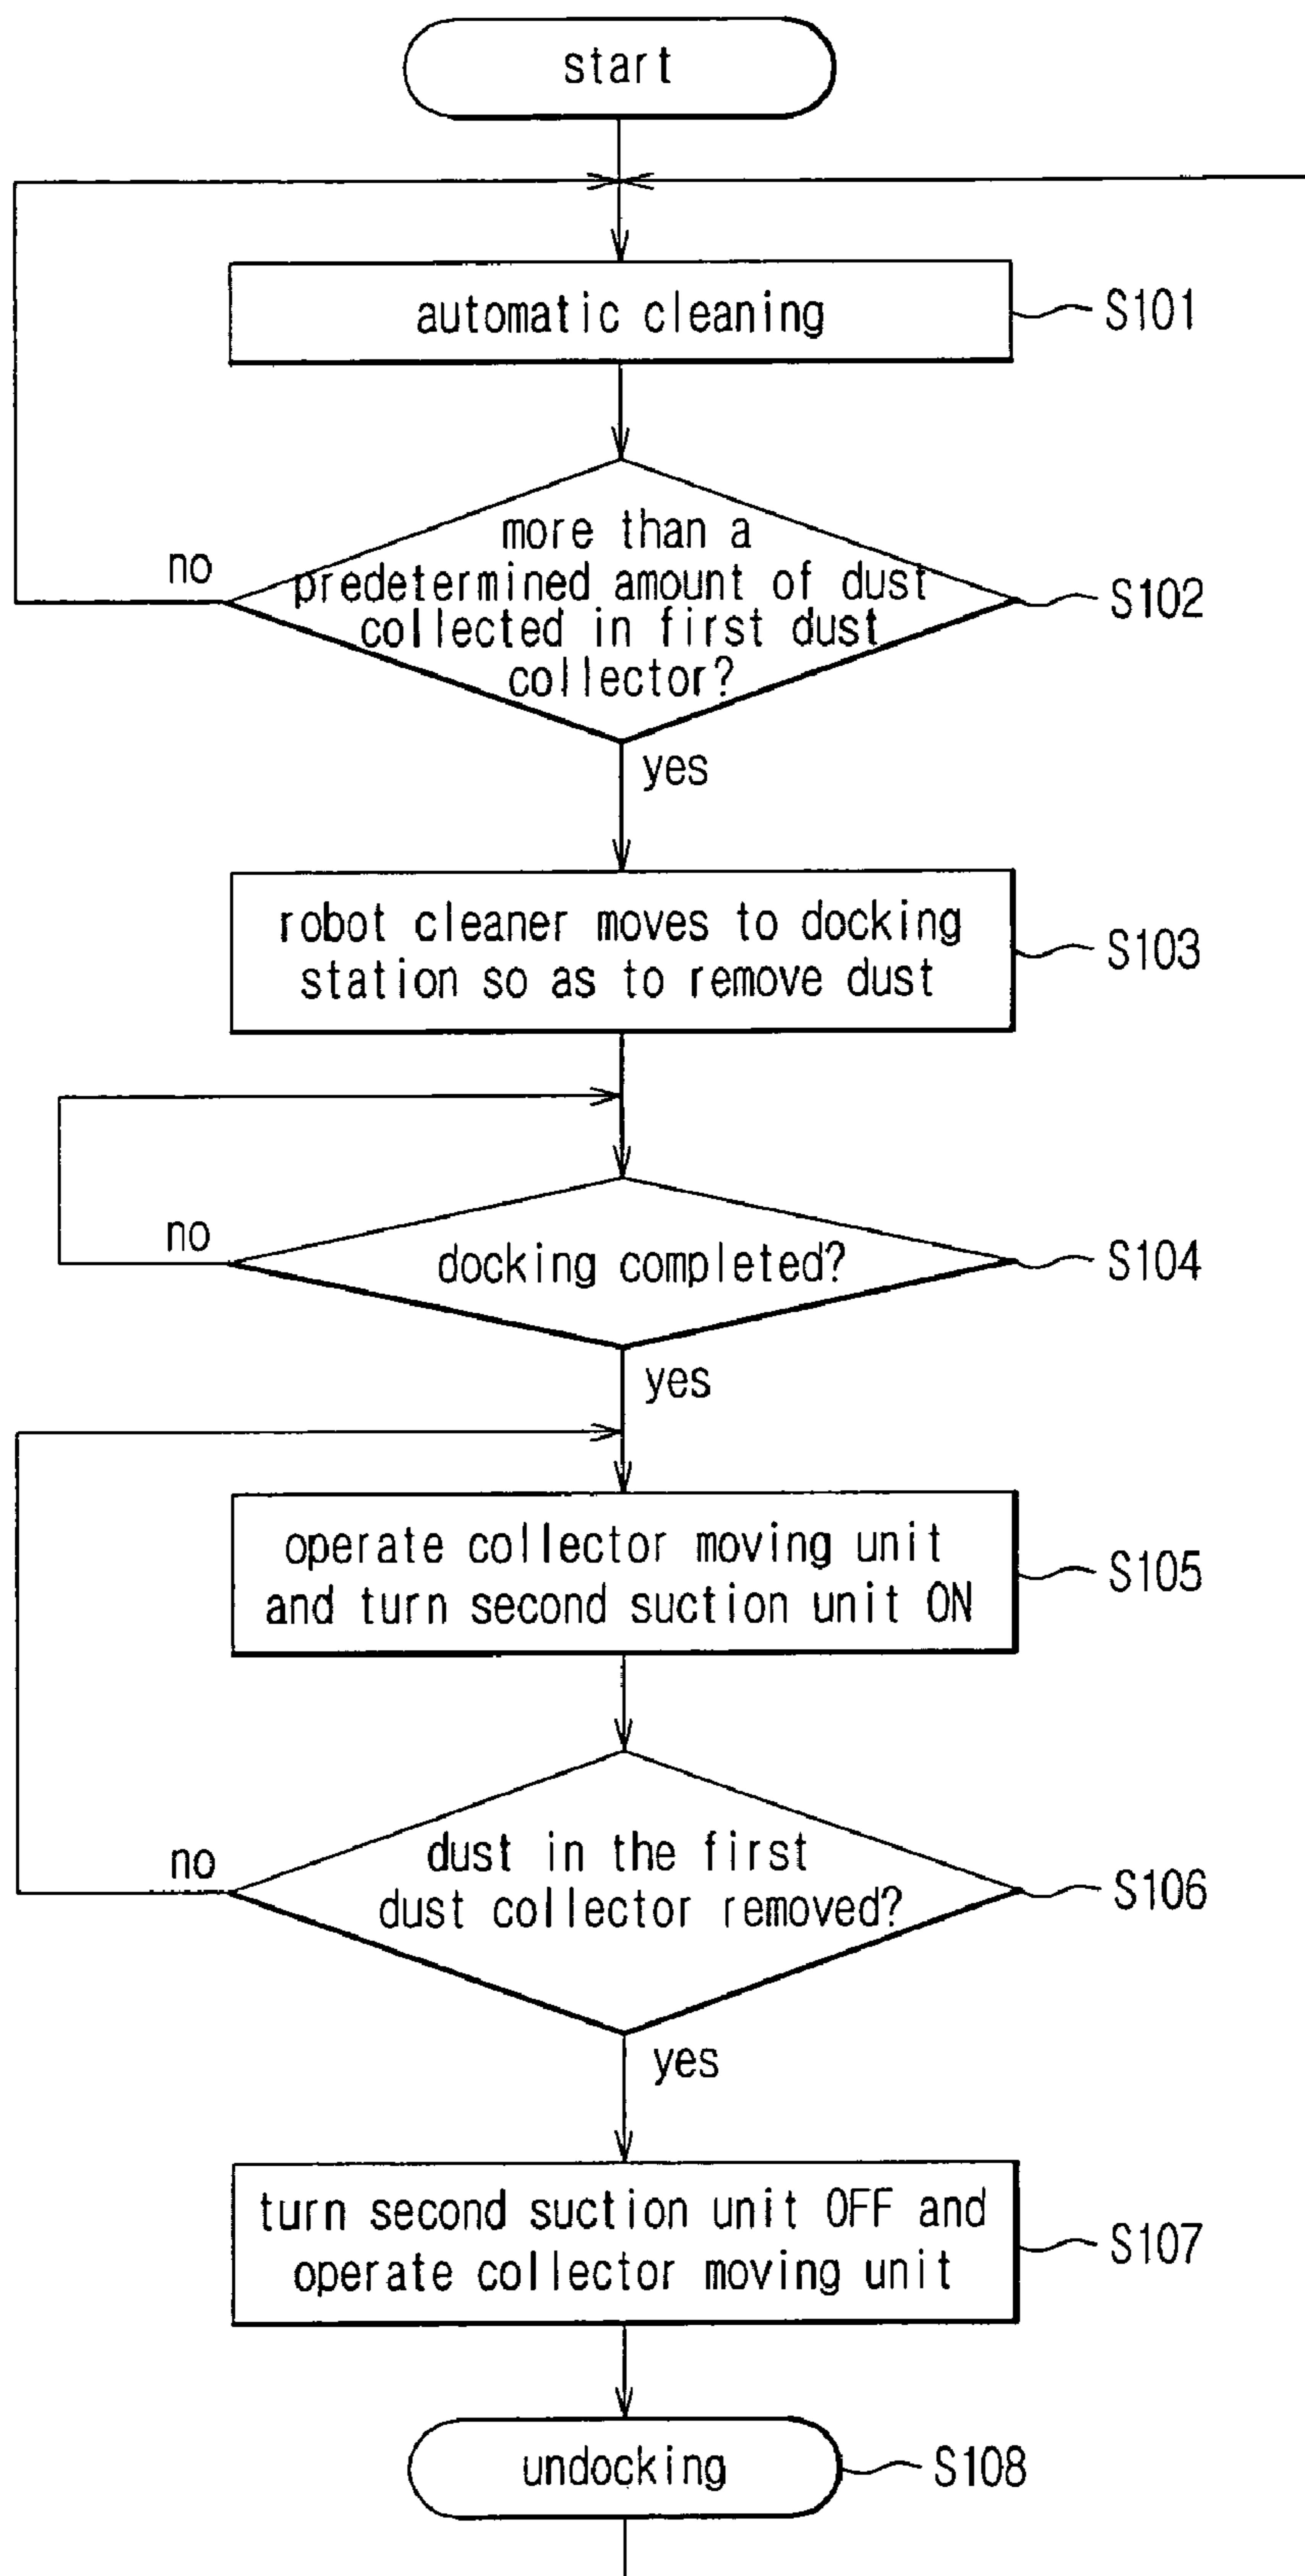 start
automatic cleaning
S101
more than a
predetermined amount of dust
collected in first dust
collector?
no
S102
yes
robot cleaner moves to docking
station so as to remove dust
S103
no
docking completed?
S104
yes
operate collector moving unit
and turn second suction unit ON
S105
no
dust in the first
dust collector removed?
S106
yes
turn second suction unit OFF and
operate collector moving unit
S107
undocking
S108